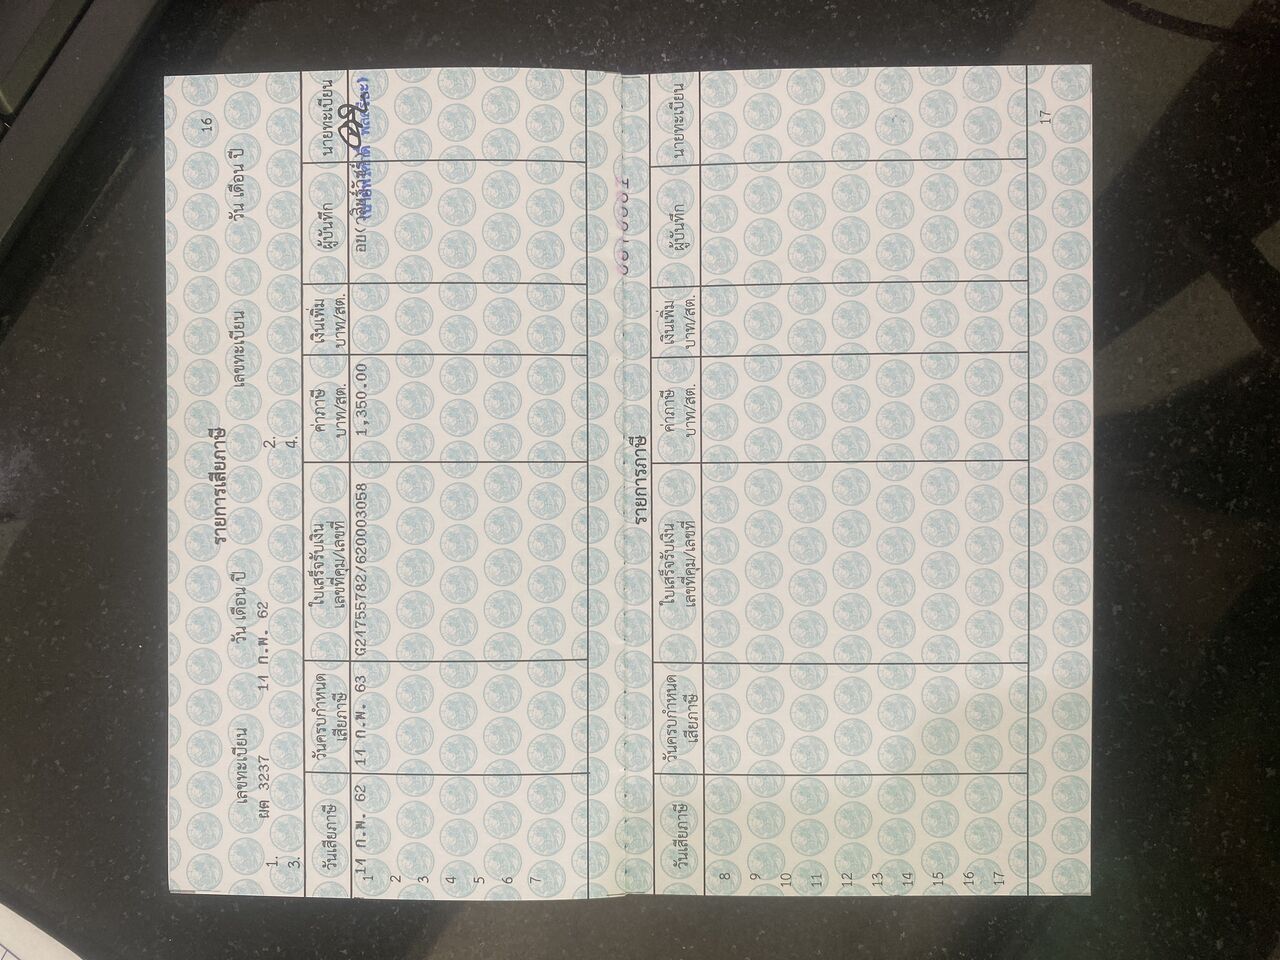 16
รายการเสียภาษี
เลขทะเบียน วัน เดือน ปี เลขทะเบียน วัน เดือน ปี
1. ผต 3237 11 ก.พ. 62 2.
3. 4.
วันเสียภาษี วันครบกำหนดเสียภาษี ใบเสร็จรับเงิน เลขที่คุม/เลขที่ ค่าภาษี บาท/สต. เงินเพิ่ม บาท/สต. ผู้บันทึก นายทะเบียน
1 11 ก.พ. 62 11 ก.พ. 63 G21755782/620003058 1,350.00
2
3
4
5
6
7
รายการภาษี
วันเสียภาษี วันครบกำหนดเสียภาษี ใบเสร็จรับเงิน เลขที่คุม/เลขที่ ค่าภาษี บาท/สต. เงินเพิ่ม บาท/สต. ผู้บันทึก นายทะเบียน
8
9
10
11
12
13
14
15
16
17
17